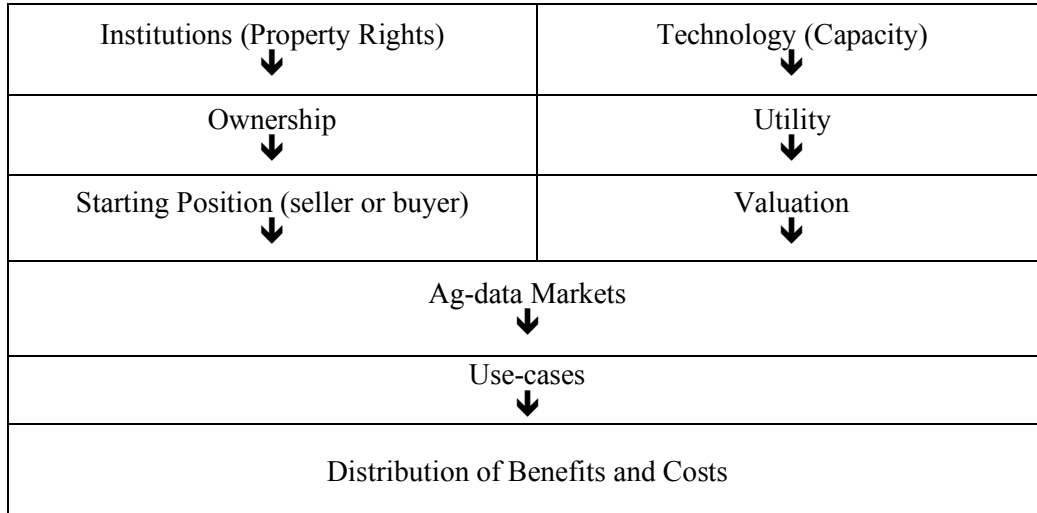 Institutions (Property Rights)
Technology (Capacity)
Ownership
Utility
Starting Position (seller or buyer)
Valuation
Ag-data Markets
Use-cases
Distribution of Benefits and Costs